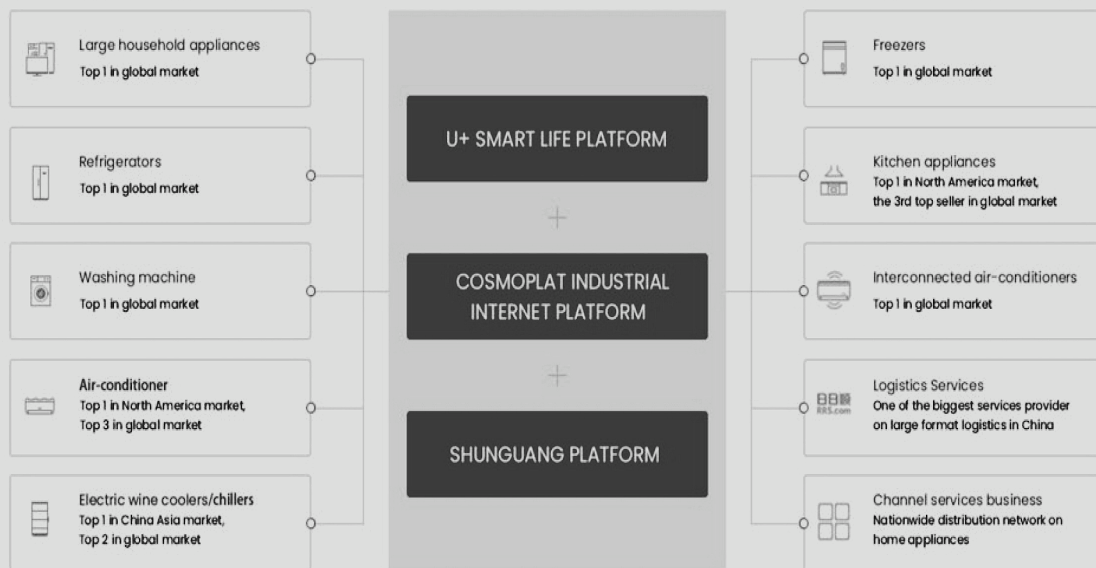 Large household appliances
Top 1 in global market
Refrigerators
Top 1 in global market
Washing machine
Top 1 in global market
Air-conditioner
Top 1 in North America market,
Top 3 in global market
Electric wine coolers/chillers
Top 1 in China Asia market,
Top 2 in global market
U+ SMART LIFE PLATFORM
+
COSMOPLAT INDUSTRIAL
INTERNET PLATFORM
+
SHUNGUANG PLATFORM
Freezers
Top 1 in global market
Kitchen appliances
Top 1 in North America market,
the 3rd top seller in global market
Interconnected air-conditioners
Top 1 in global market
日日顺
RRS.com
Logistics Services
One of the biggest services provider
on large format logistics in China
Channel services business
Nationwide distribution network on
home appliances